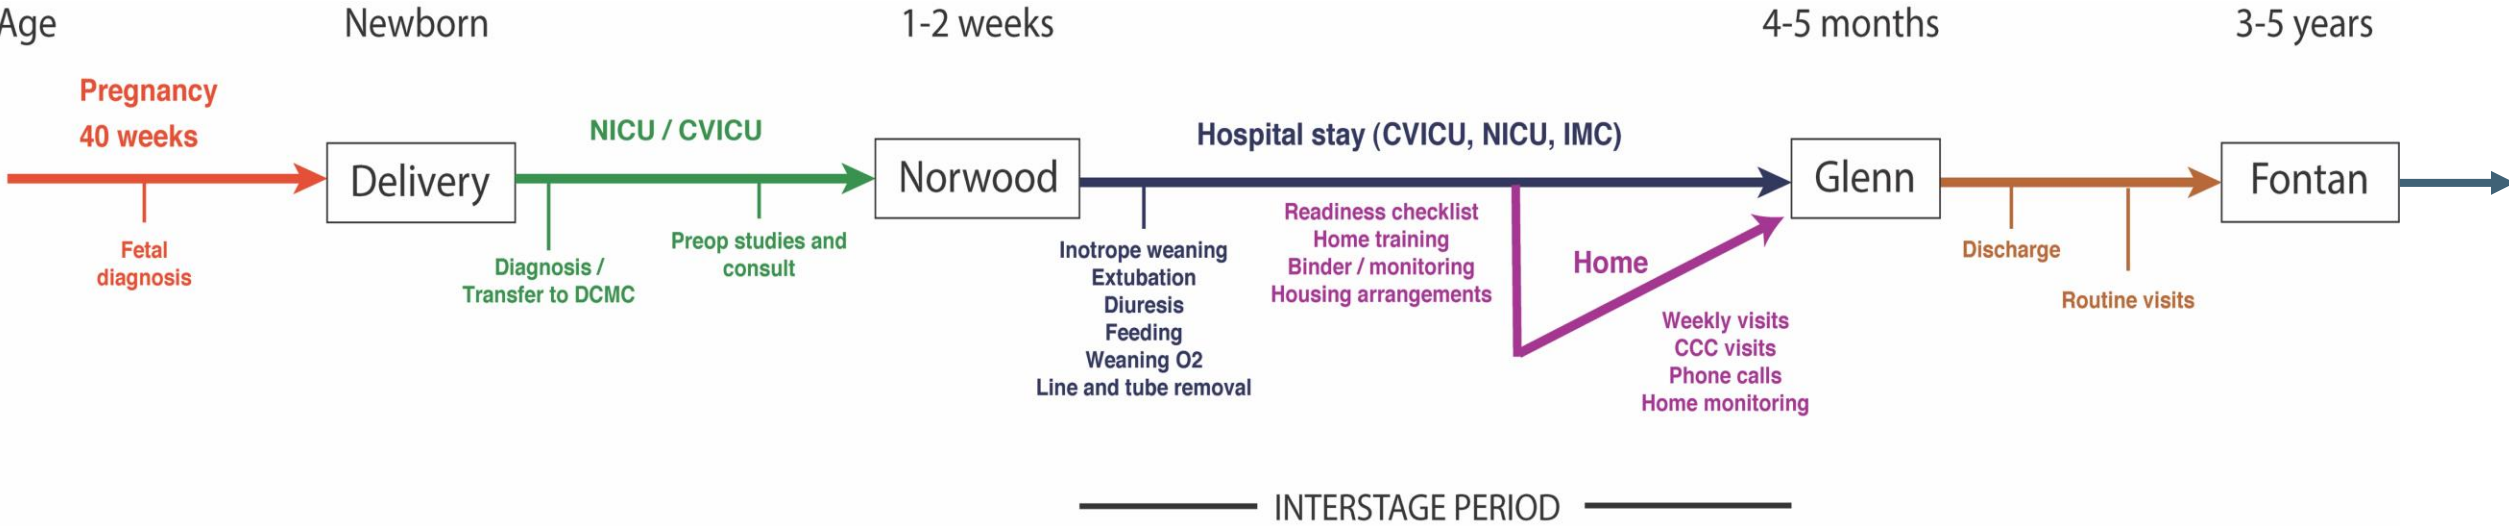 Age
Newborn
1-2 weeks
4-5 months
3-5 years
Pregnancy
40 weeks
NICU / CVICU
Hospital stay (CVICU, NICU, IMC)
Delivery
Norwood
Glenn
Fontan
Fetal
diagnosis
Diagnosis /
Transfer to DCMC
Preop studies and
consult
Inotrope weaning
Extubation
Diuresis
Feeding
Weaning O2
Line and tube removal
Readiness checklist
Home training
Binder / monitoring
Housing arrangements
Home
Weekly visits
CCC visits
Phone calls
Home monitoring
Discharge
Routine visits
INTERSTAGE PERIOD